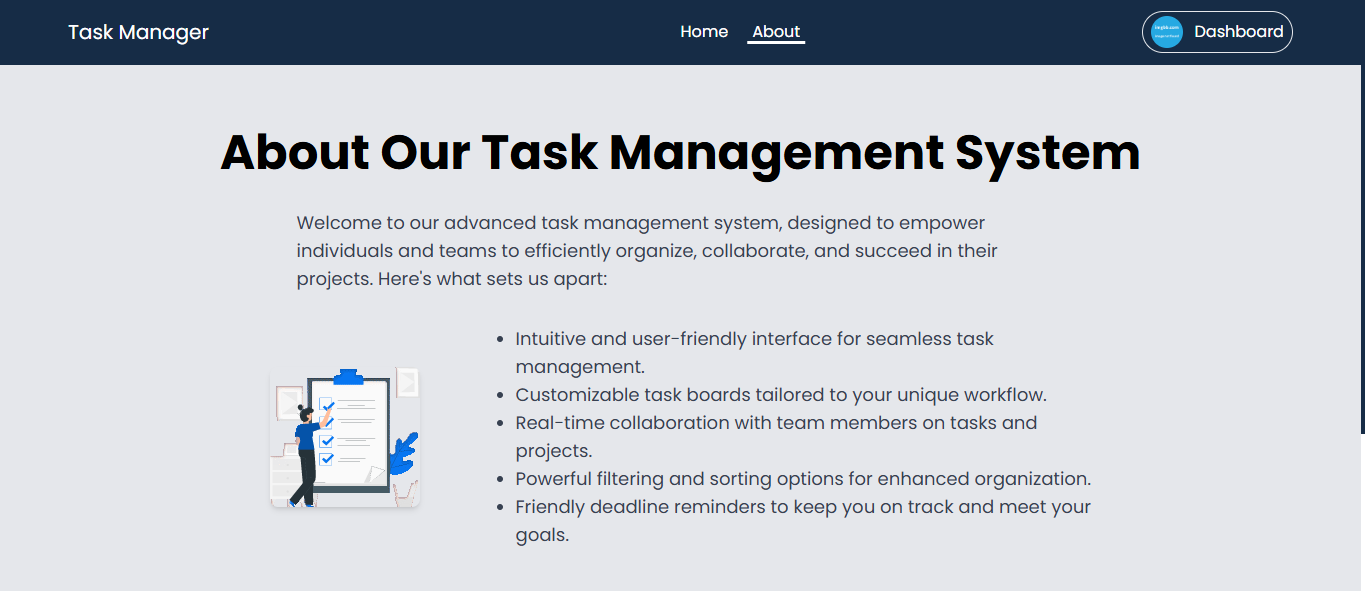 Task Manager
Home
About
Dashboard
About Our Task Management System
Welcome to our advanced task management system, designed to empower
individuals and teams to efficiently organize, collaborate, and succeed in their
projects. Here's what sets us apart:
• Intuitive and user-friendly interface for seamless task
management.
• Customizable task boards tailored to your unique workflow.
• Real-time collaboration with team members on tasks and
projects.
• Powerful filtering and sorting options for enhanced organization.
• Friendly deadline reminders to keep you on track and meet your
goals.